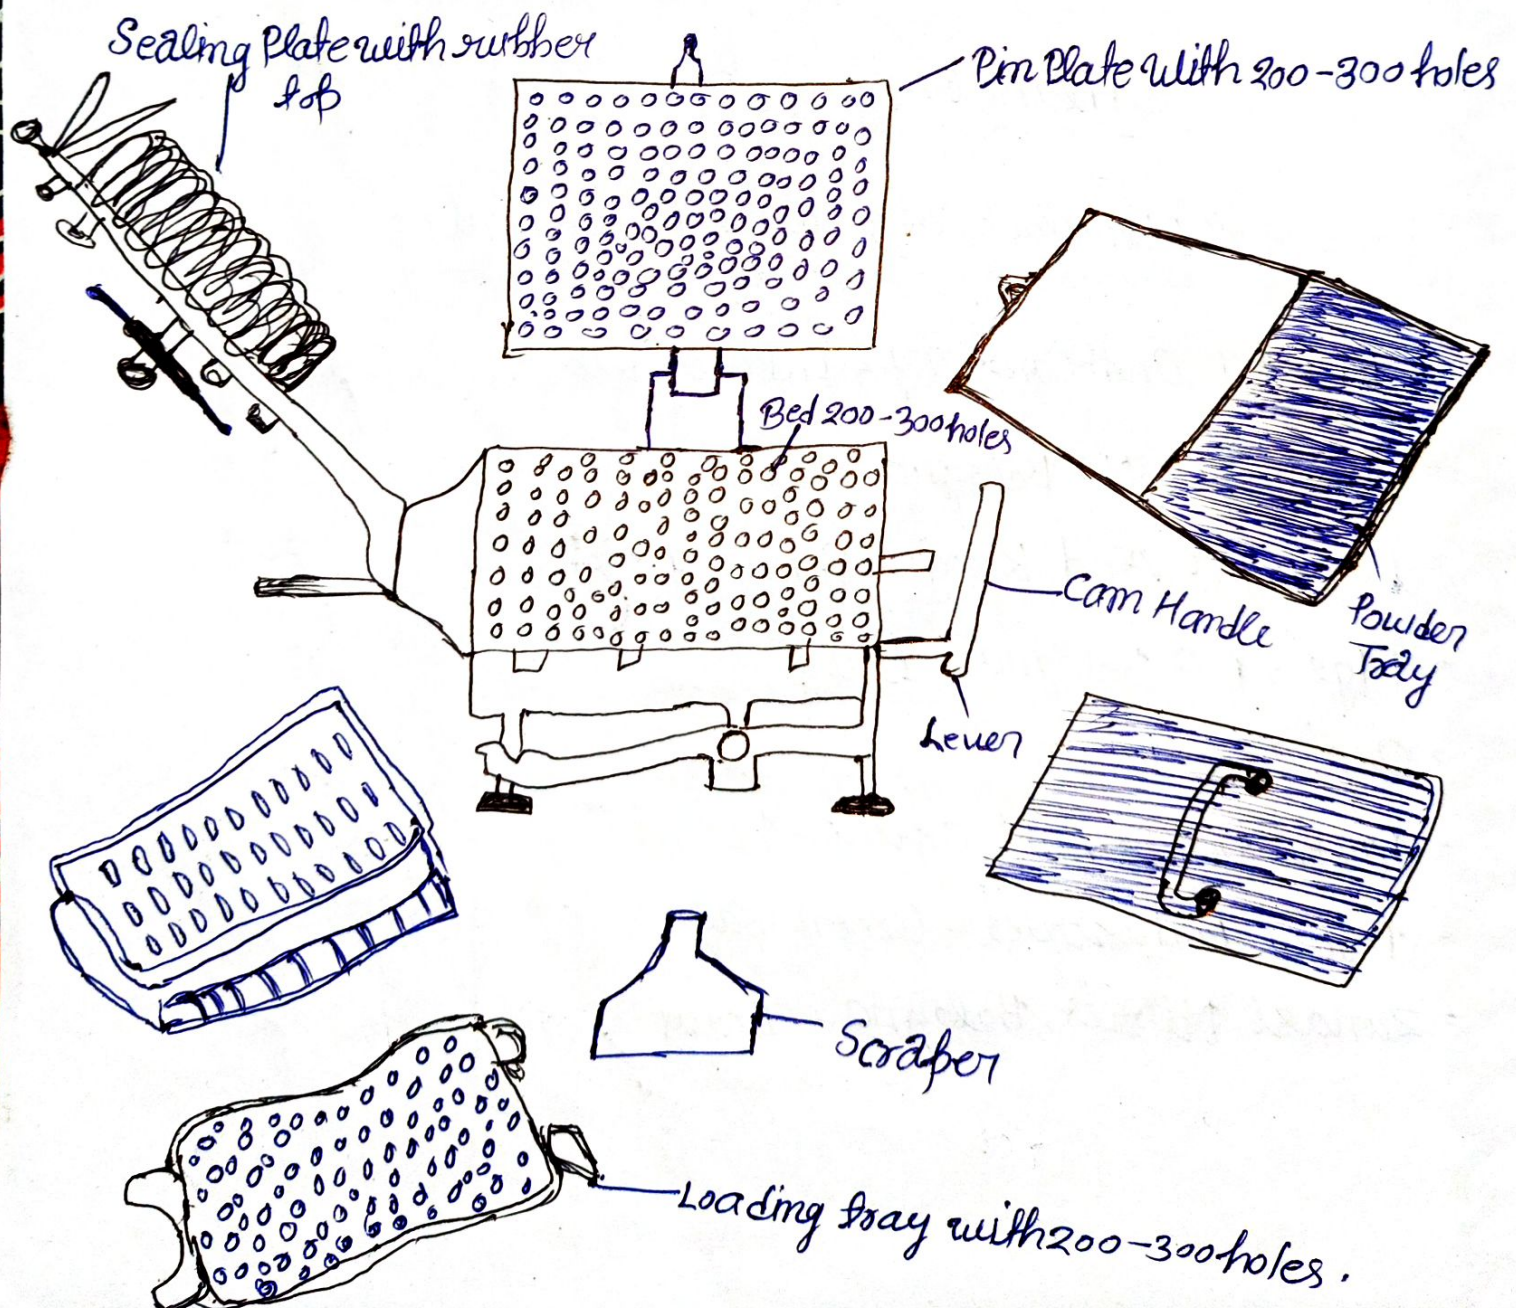 Sealing Plate with rubber
top
Pin Plate with 200-300 holes
Bed 200-300 holes
Cam Handle
Powder
Tray
Lever
Scraper
Loading tray with 200-300 holes.